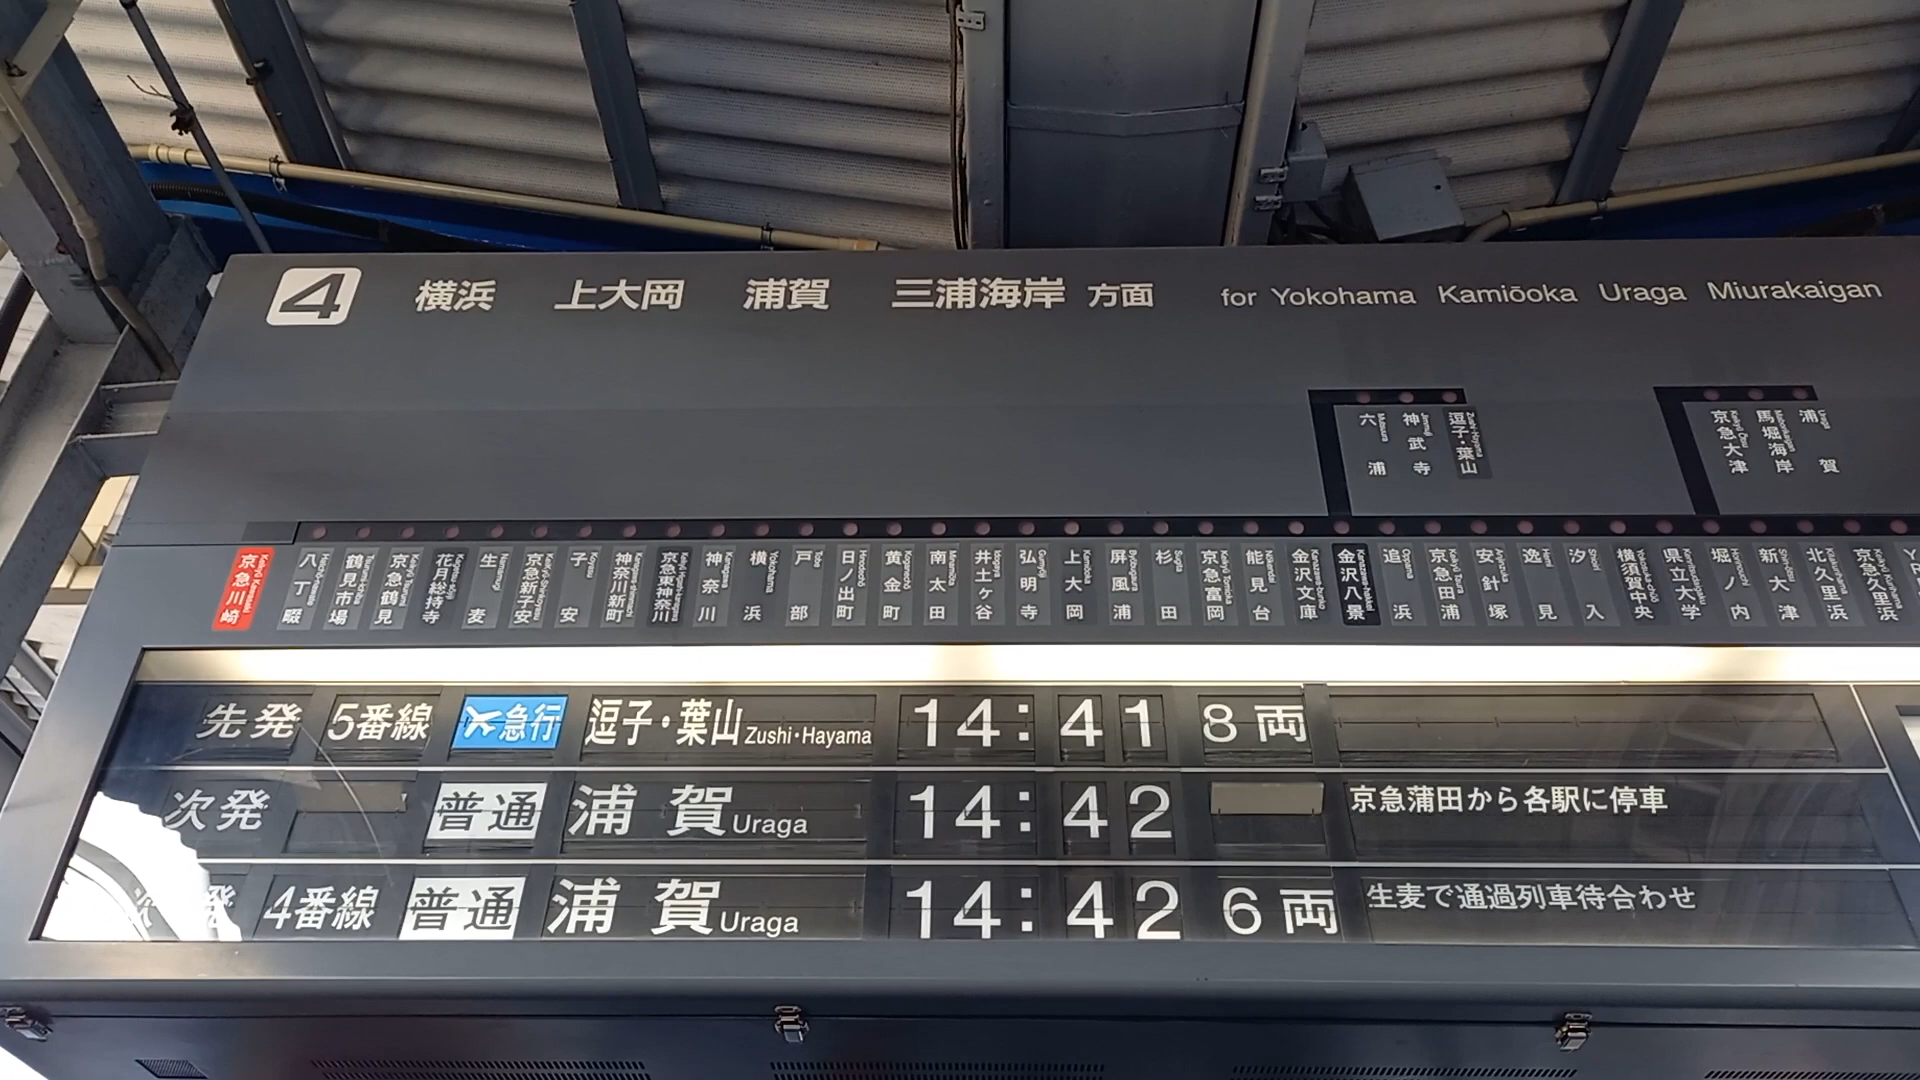 4 横浜 上大岡 浦賀 三浦海岸 方面 for Yokohama Kamiōoka Uraga Miurakaigan
六浦 神武寺 逗子・葉山 Zushi・Hayama 京急大津 馬堀海岸 浦賀 Uraga
京急川崎 八丁畷 鶴見市場 京急鶴見 花月総持寺 生麦 京急新子安 子安 神奈川新町 京急東神奈川 神奈川 横浜 戸部 日ノ出町 黄金町 南太田 井土ヶ谷 弘明寺 上大岡 屏風浦 杉田 京急富岡 能見台 金沢文庫 金沢八景 追浜 京急田浦 安針塚 逸見 汐入 横須賀中央 県立大学 堀ノ内 新大津 北久里浜 京急久里浜
先発 5番線 急行 逗子・葉山 Zushi・Hayama 14:41 8両
次発 普通 浦賀 Uraga 14:42 京急蒲田から各駅に停車
次発 4番線 普通 浦賀 Uraga 14:42 6両 生麦で通過列車待合わせ